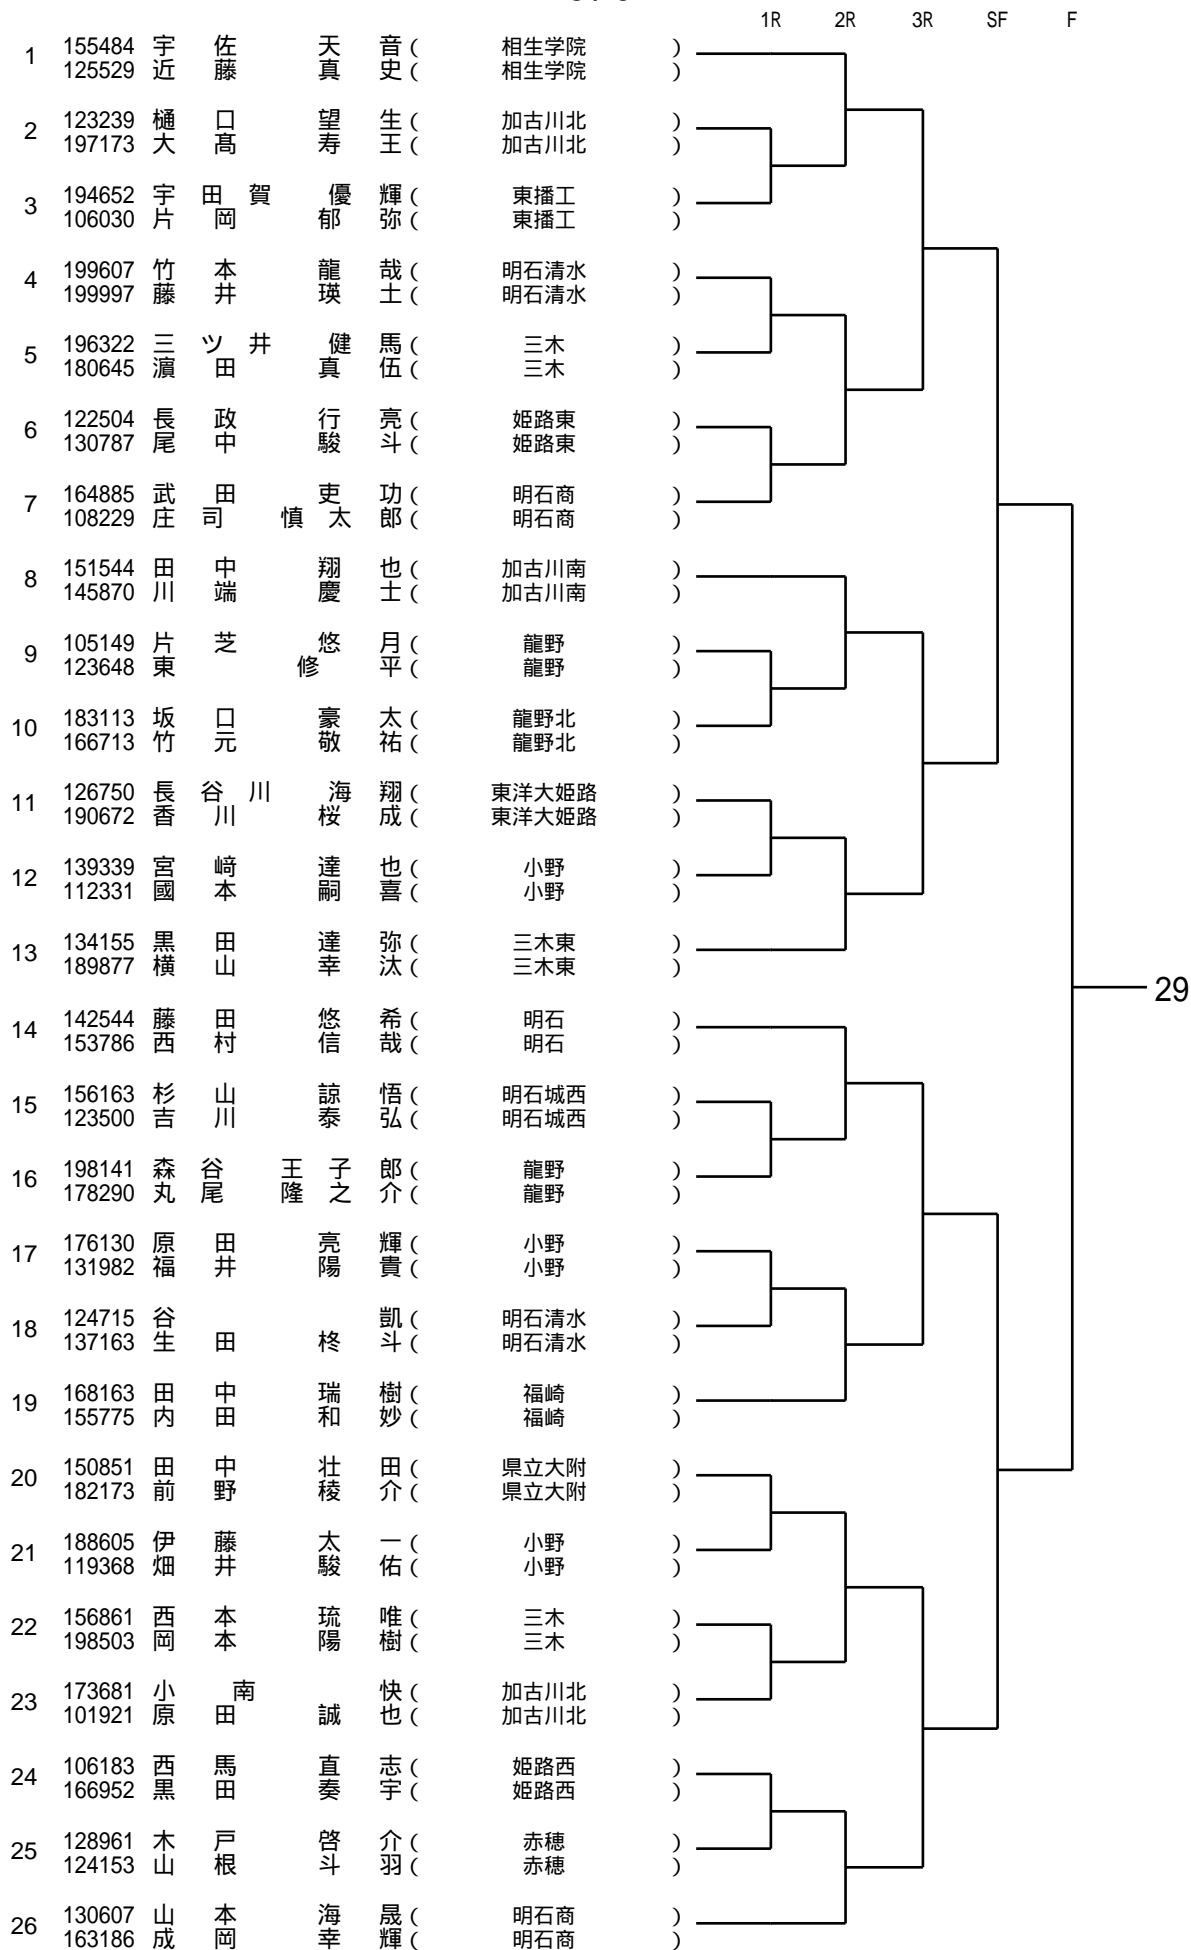 1R 2R 3R SF F
1
155484 宇佐 天音 ( 相生学院 )
125529 近藤 真史 ( 相生学院 )
2
123239 樋口 望生 ( 加古川北 )
197173 大髙 寿王 ( 加古川北 )
3
194652 宇田賀 優輝 ( 東播工 )
106030 片岡 郁弥 ( 東播工 )
4
199607 竹本 龍哉 ( 明石清水 )
199997 藤井 瑛土 ( 明石清水 )
5
196322 三ツ井 健馬 ( 三木 )
180645 濵田 真伍 ( 三木 )
6
122504 長政 行亮 ( 姫路東 )
130787 尾中 駿斗 ( 姫路東 )
7
164885 武田 吏功 ( 明石商 )
108229 庄司 慎太郎 ( 明石商 )
8
151544 田中 翔也 ( 加古川南 )
145870 川端 慶士 ( 加古川南 )
9
105149 片芝 悠月 ( 龍野 )
123648 東 修平 ( 龍野 )
10
183113 坂口 豪太 ( 龍野北 )
166713 竹元 敬祐 ( 龍野北 )
11
126750 長谷川 海翔 ( 東洋大姫路 )
190672 香川 桜成 ( 東洋大姫路 )
12
139339 宮﨑 達也 ( 小野 )
112331 國本 嗣喜 ( 小野 )
13
134155 黒田 達弥 ( 三木東 )
189877 横山 幸汰 ( 三木東 )
14
142544 藤田 悠希 ( 明石 )
153786 西村 信哉 ( 明石 )
15
156163 杉山 諒悟 ( 明石城西 )
123500 吉川 泰弘 ( 明石城西 )
16
198141 森谷 王子郎 ( 龍野 )
178290 丸尾 隆之介 ( 龍野 )
17
176130 原田 亮輝 ( 小野 )
131982 福井 陽貴 ( 小野 )
18
124715 谷 凱 ( 明石清水 )
137163 生田 柊斗 ( 明石清水 )
19
168163 田中 瑞樹 ( 福崎 )
155775 内田 和妙 ( 福崎 )
20
150851 田中 壮田 ( 県立大附 )
182173 前野 稜介 ( 県立大附 )
21
188605 伊藤 太一 ( 小野 )
119368 畑井 駿佑 ( 小野 )
22
156861 西本 琉唯 ( 三木 )
198503 岡本 陽樹 ( 三木 )
23
173681 小南 快 ( 加古川北 )
101921 原田 誠也 ( 加古川北 )
24
106183 西馬 直志 ( 姫路西 )
166952 黒田 奏宇 ( 姫路西 )
25
128961 木戸 啓介 ( 赤穂 )
124153 山根 斗羽 ( 赤穂 )
26
130607 山本 海晟 ( 明石商 )
163186 成岡 幸輝 ( 明石商 )
29